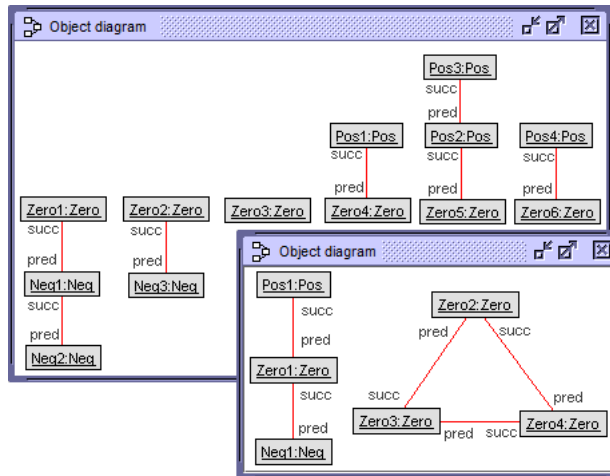 Object diagram
Pos3:Pos
succ
pred
Pos1:Pos Pos2:Pos Pos4:Pos
succ succ succ
pred pred pred
Zero1:Zero Zero2:Zero Zero3:Zero Zero4:Zero Zero5:Zero Zero6:Zero
succ succ
pred pred
Neg1:Neg Neg3:Neg
succ
pred
Neg2:Neg
Object diagram
Pos1:Pos
succ
Zero2:Zero
pred pred succ
Zero1:Zero
succ succ pred
Zero3:Zero Zero4:Zero
pred pred succ
Neg1:Neg